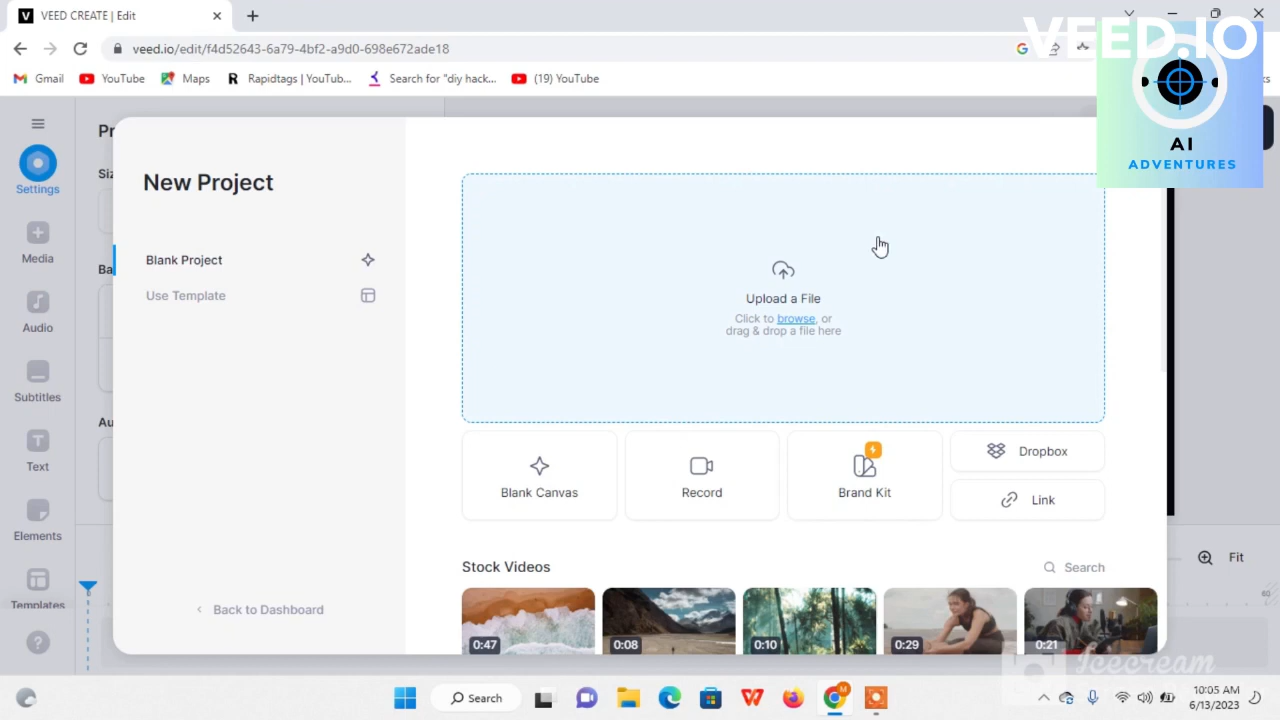 VEED CREATE | Edit
veed.io/edit/f4d52643-6a79-4bf2-a9d0-698e672ade18
Gmail
YouTube
Maps
Rapidtags | YouTub...
Search for "diy hack...
(19) YouTube
VEED.IO
AI
ADVENTURES
Settings
Media
Audio
Subtitles
Text
Elements
Templates
New Project
Blank Project
Use Template
Back to Dashboard
Upload a File
Click to browse, or
drag & drop a file here
Blank Canvas
Record
Brand Kit
Dropbox
Link
Stock Videos
Search
0:47
0:08
0:10
0:29
0:21
Fit
60
Icecream
Search
10:05 AM
6/13/2023